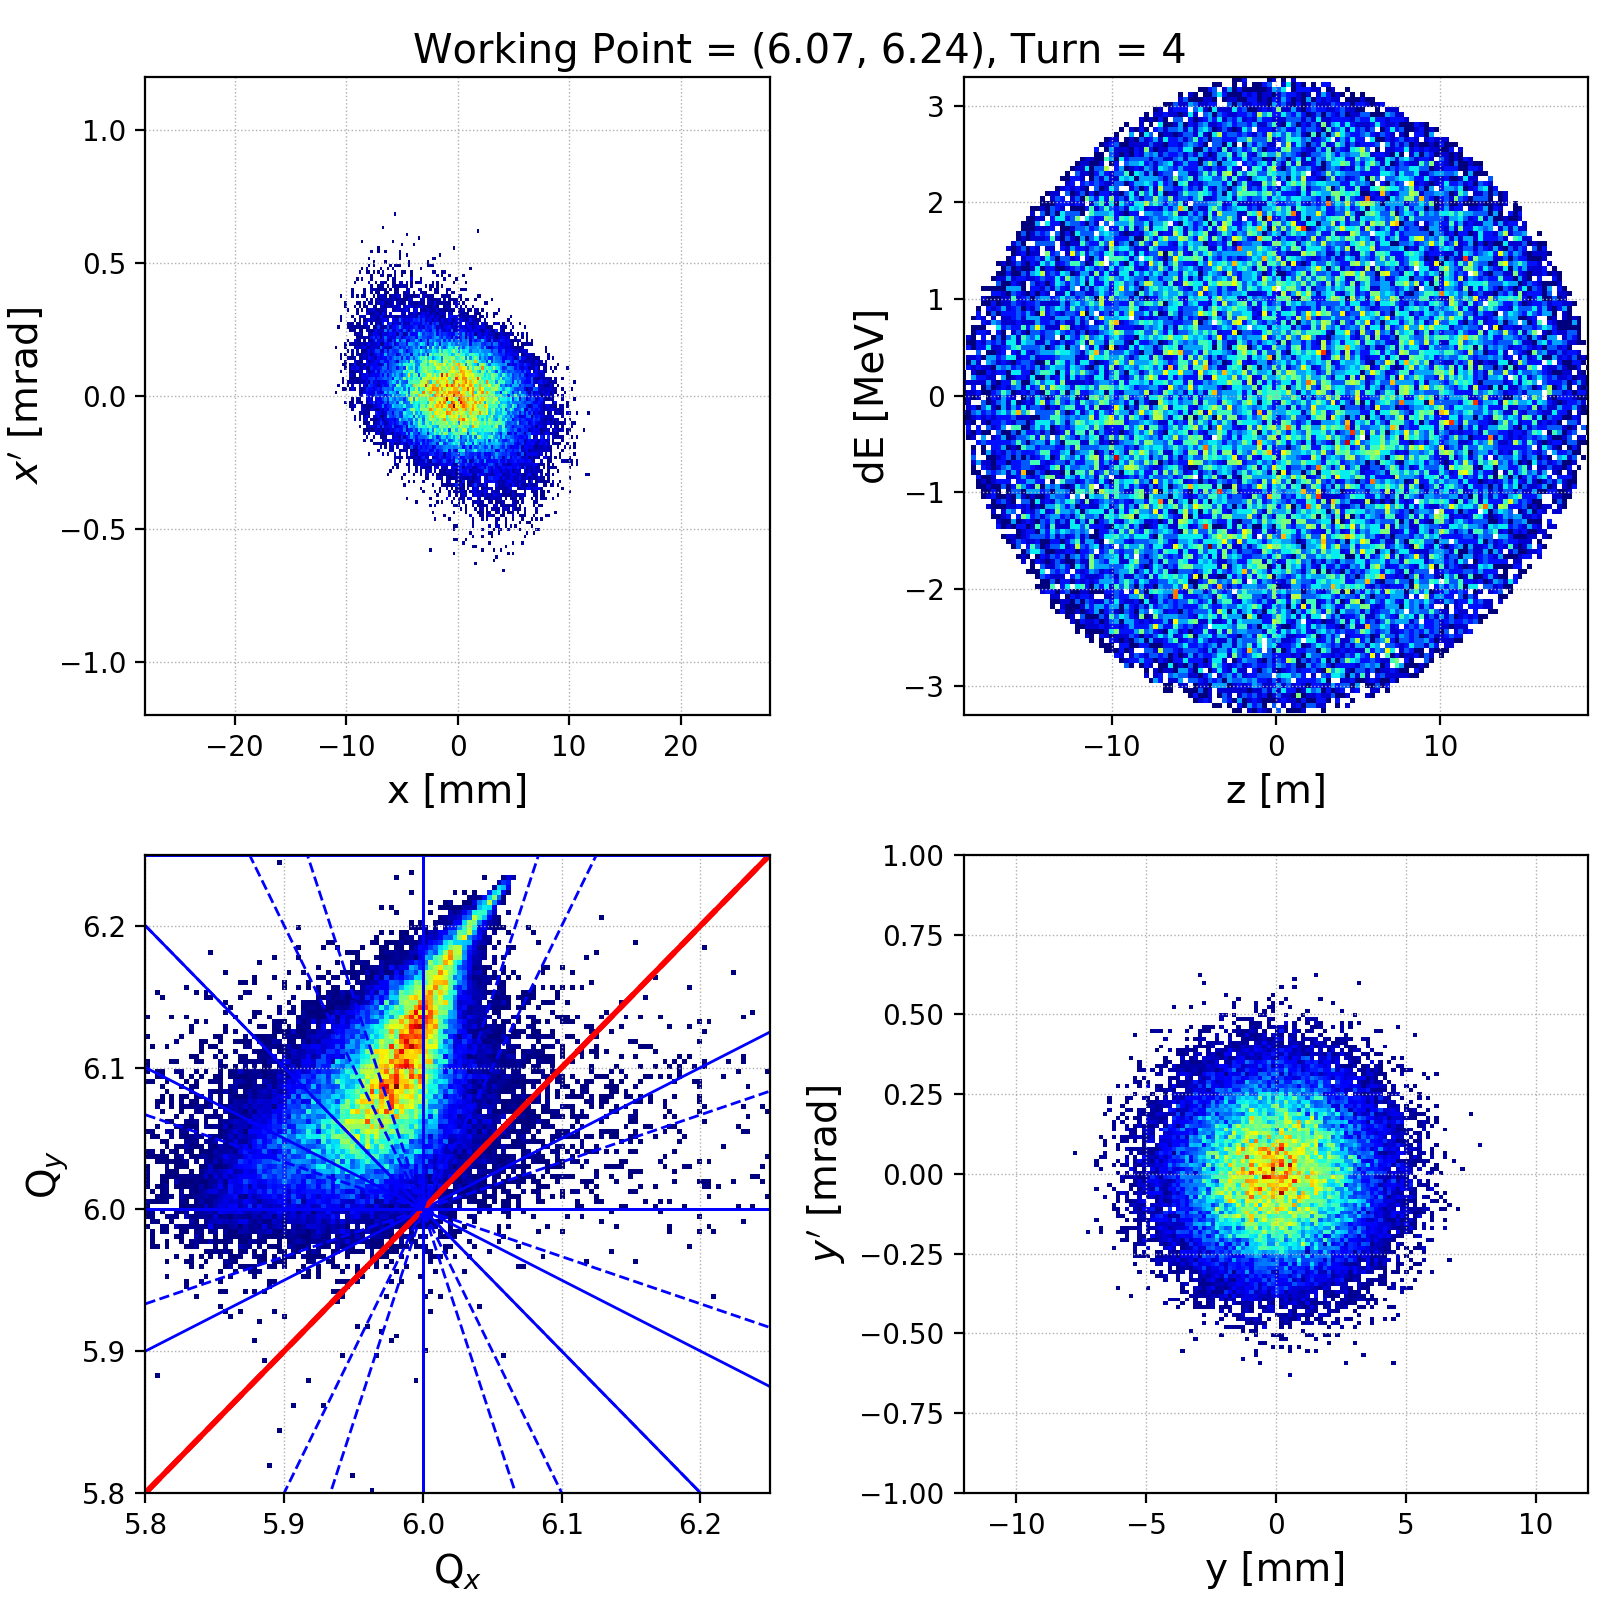 Working Point = (6.07, 6.24), Turn = 4
1.0
0.5
0.0
−0.5
−1.0
x′ [mrad]
−20 −10 0 10 20
x [mm]
3
2
1
0
−1
−2
−3
dE [MeV]
−10 0 10
z [m]
6.2
6.1
6.0
5.9
5.8
Qy
5.8 5.9 6.0 6.1 6.2
Qx
1.00
0.75
0.50
0.25
0.00
−0.25
−0.50
−0.75
−1.00
y′ [mrad]
−10 −5 0 5 10
y [mm]